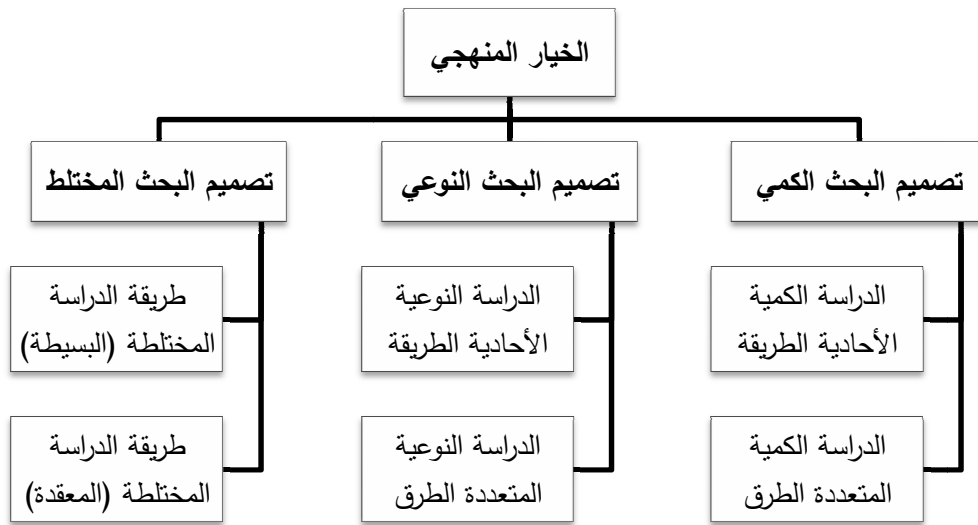 الخيار المنهجي
تصميم البحث الكمي
تصميم البحث النوعي
تصميم البحث المختلط
الدراسة الكمية
الأحادية الطريقة
الدراسة النوعية
الأحادية الطريقة
طريقة الدراسة
المختلطة (البسيطة)
الدراسة الكمية
المتعددة الطرق
الدراسة النوعية
المتعددة الطرق
طريقة الدراسة
المختلطة (المعقدة)